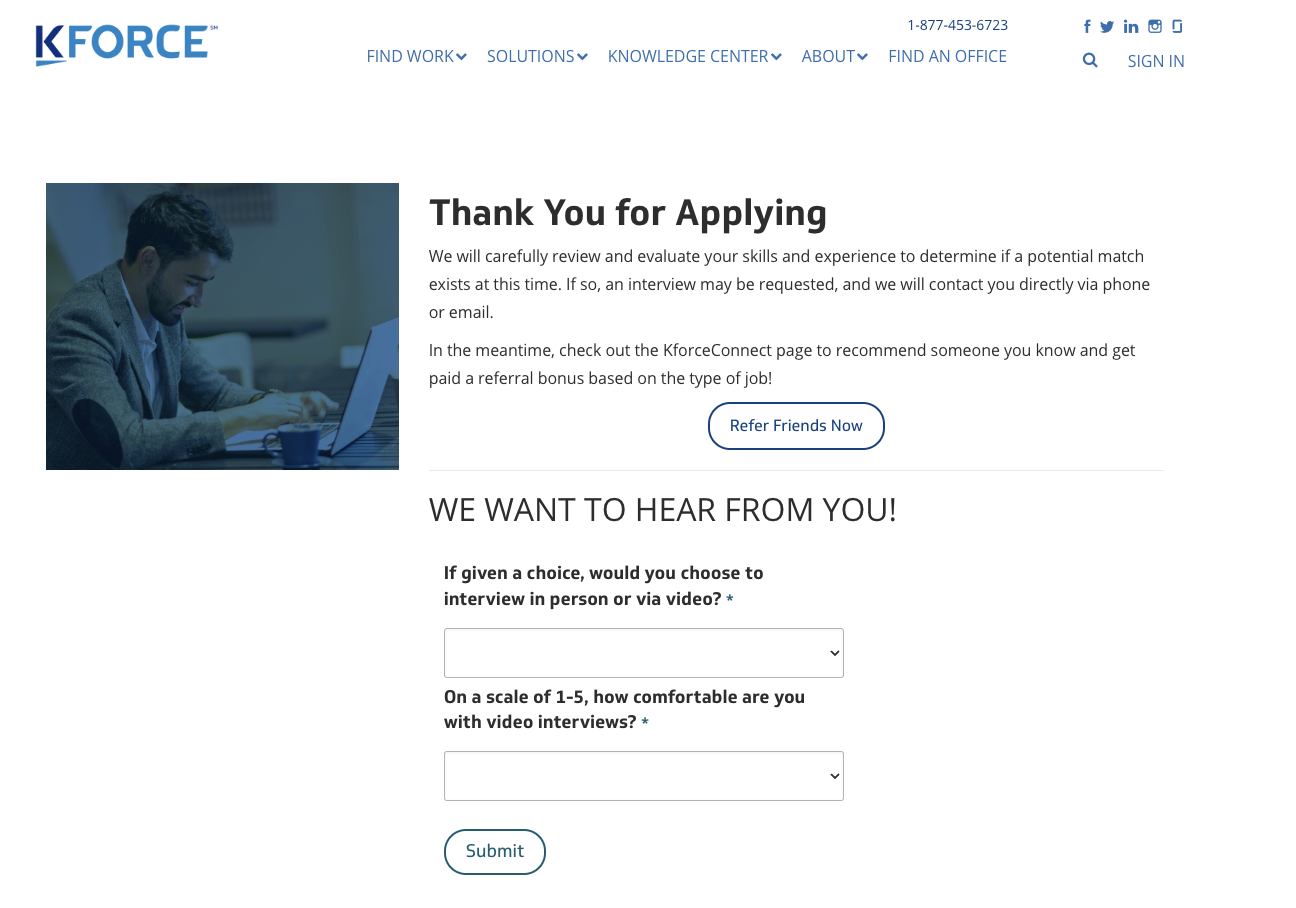 KFORCE℠
1-877-453-6723
FIND WORK
SOLUTIONS
KNOWLEDGE CENTER
ABOUT
FIND AN OFFICE
SIGN IN
Thank You for Applying
We will carefully review and evaluate your skills and experience to determine if a potential match
exists at this time. If so, an interview may be requested, and we will contact you directly via phone
or email.
In the meantime, check out the KforceConnect page to recommend someone you know and get
paid a referral bonus based on the type of job!
Refer Friends Now
WE WANT TO HEAR FROM YOU!
If given a choice, would you choose to
interview in person or via video? *
On a scale of 1-5, how comfortable are you
with video interviews? *
Submit